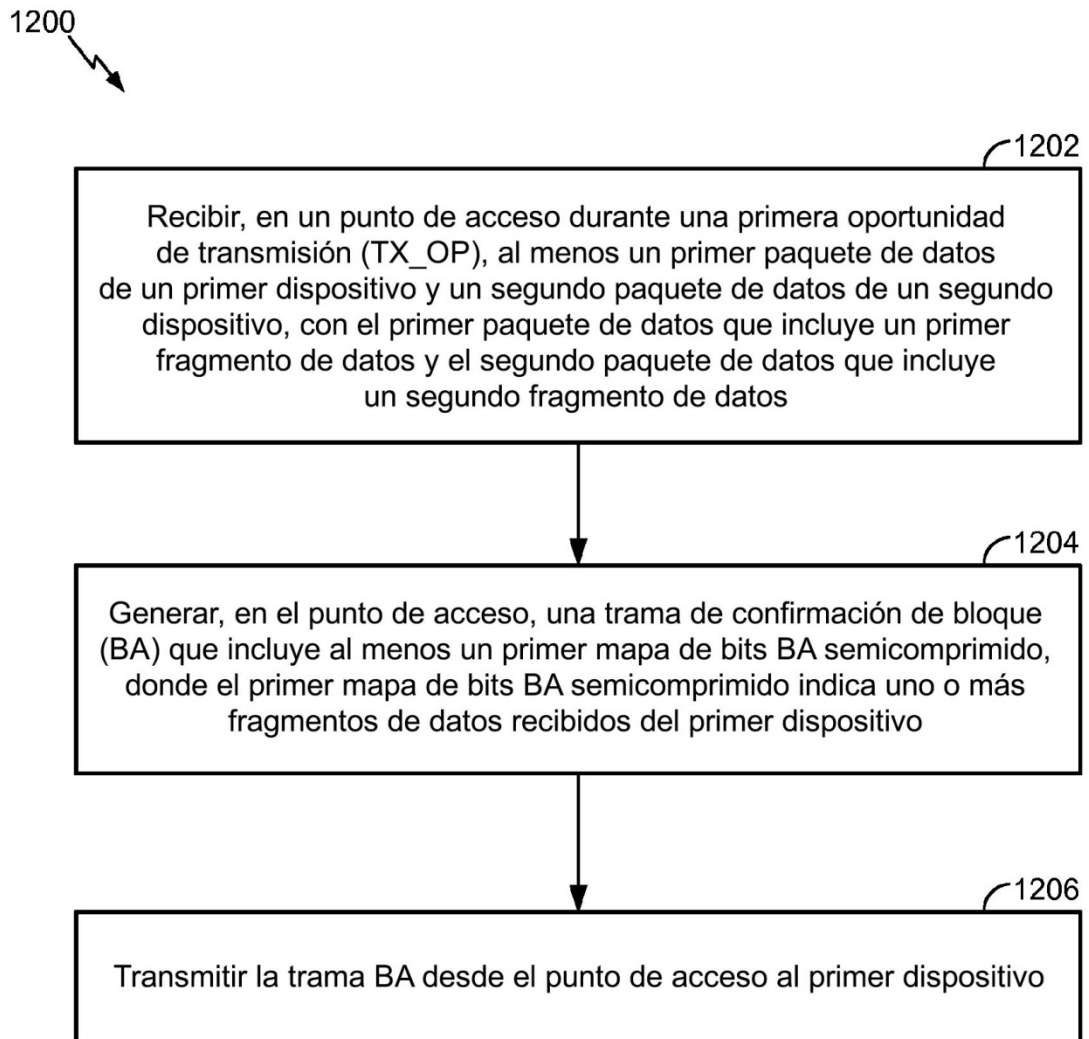 1200
1202
Recibir, en un punto de acceso durante una primera oportunidad
de transmisión (TX_OP), al menos un primer paquete de datos
de un primer dispositivo y un segundo paquete de datos de un segundo
dispositivo, con el primer paquete de datos que incluye un primer
fragmento de datos y el segundo paquete de datos que incluye
un segundo fragmento de datos
1204
Generar, en el punto de acceso, una trama de confirmación de bloque
(BA) que incluye al menos un primer mapa de bits BA semicomprimido,
donde el primer mapa de bits BA semicomprimido indica uno o más
fragmentos de datos recibidos del primer dispositivo
1206
Transmitir la trama BA desde el punto de acceso al primer dispositivo